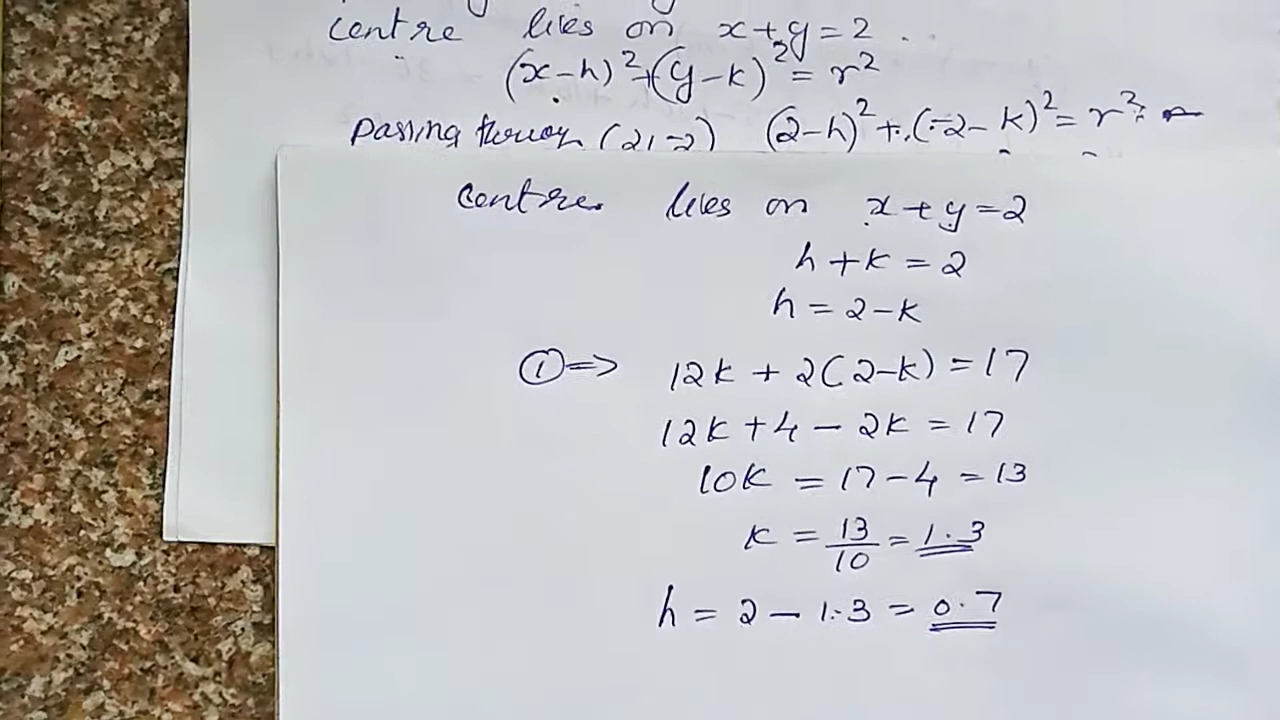 centre lies on x+y=2
(x-h)²+(y-k)²=r²
passing (2,-2) (2-h)²+(-2-k)²=r²
centre lies on x+y=2
h+k=2
h=2-k
①=> 12k+2(2-k)=17
12k+4-2k=17
10k=17-4=13
k=13/10=1.3
h=2-1.3=0.7